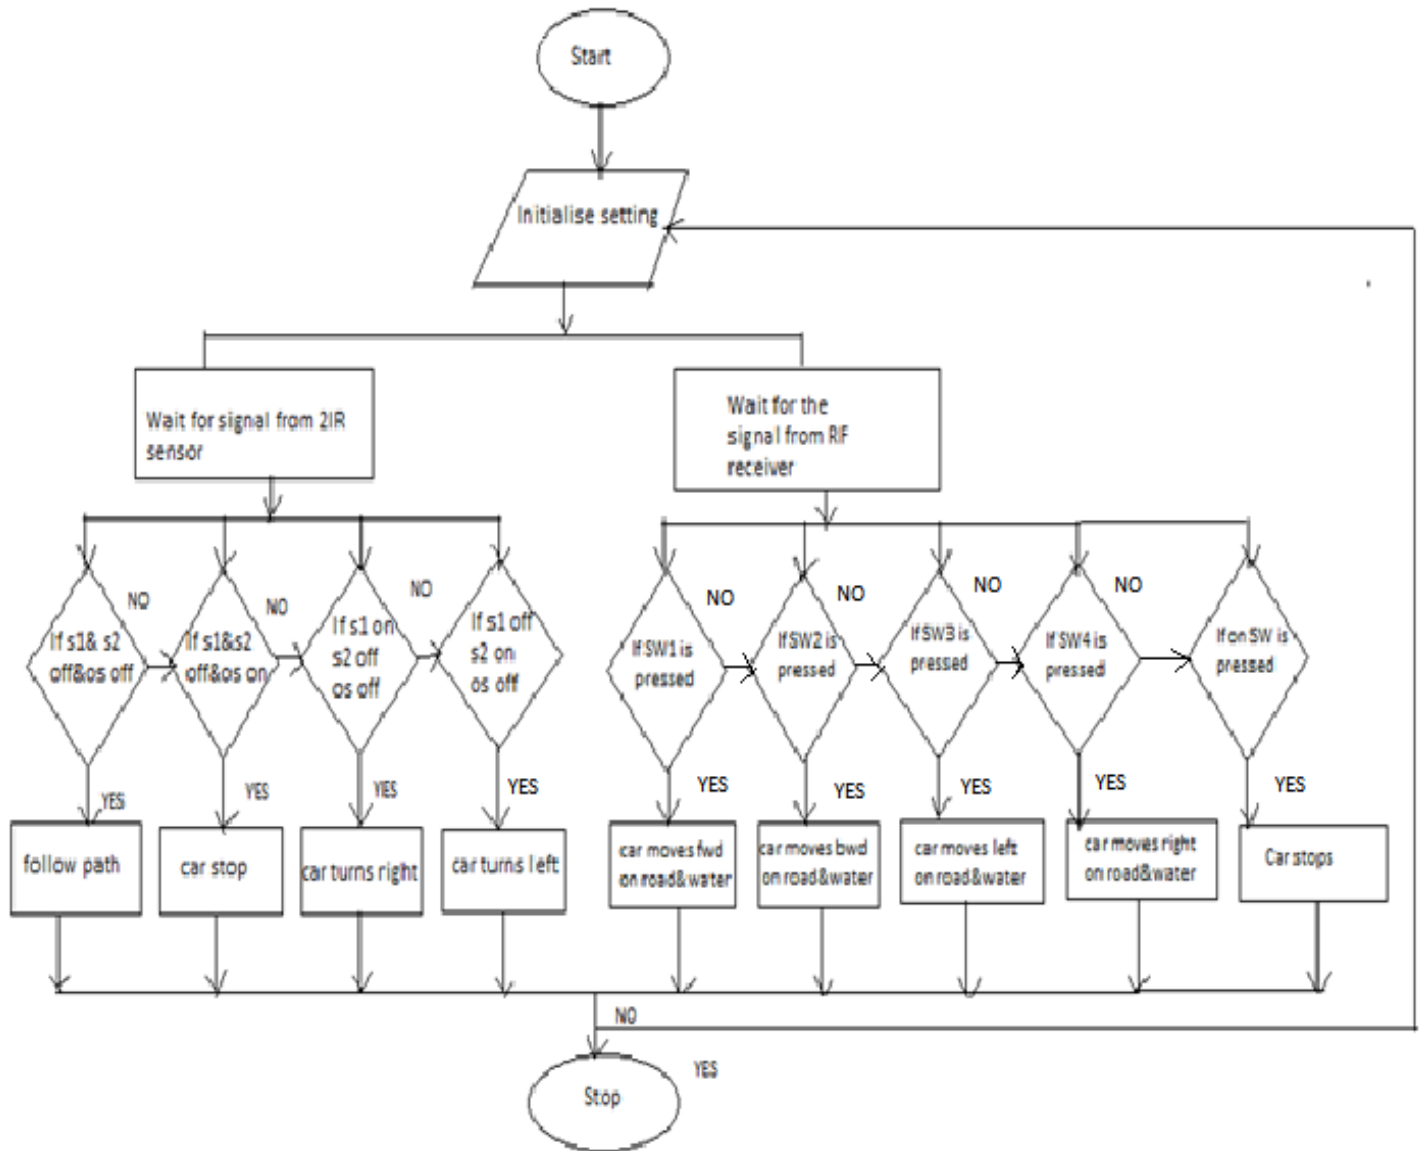 Start
Initialise setting
Wait for signal from 2IR
sensor
Wait for the
signal from RF
receiver
NO
NO
NO
NO
NO
NO
NO
If s1& s2
off&os off
If s1&s2
off&os on
If s1 on
s2 off
os off
If s1 off
s2 on
os off
If SW1 is
pressed
If SW2 is
pressed
If SW3 is
pressed
If SW4 is
pressed
If on SW is
pressed
YES
YES
YES
YES
YES
YES
YES
YES
YES
follow path
car stop
car turns right
car turns left
car moves fwd
on road&water
car moves bwd
on road&water
car moves left
on road&water
car moves right
on road&water
Car stops
NO
YES
Stop